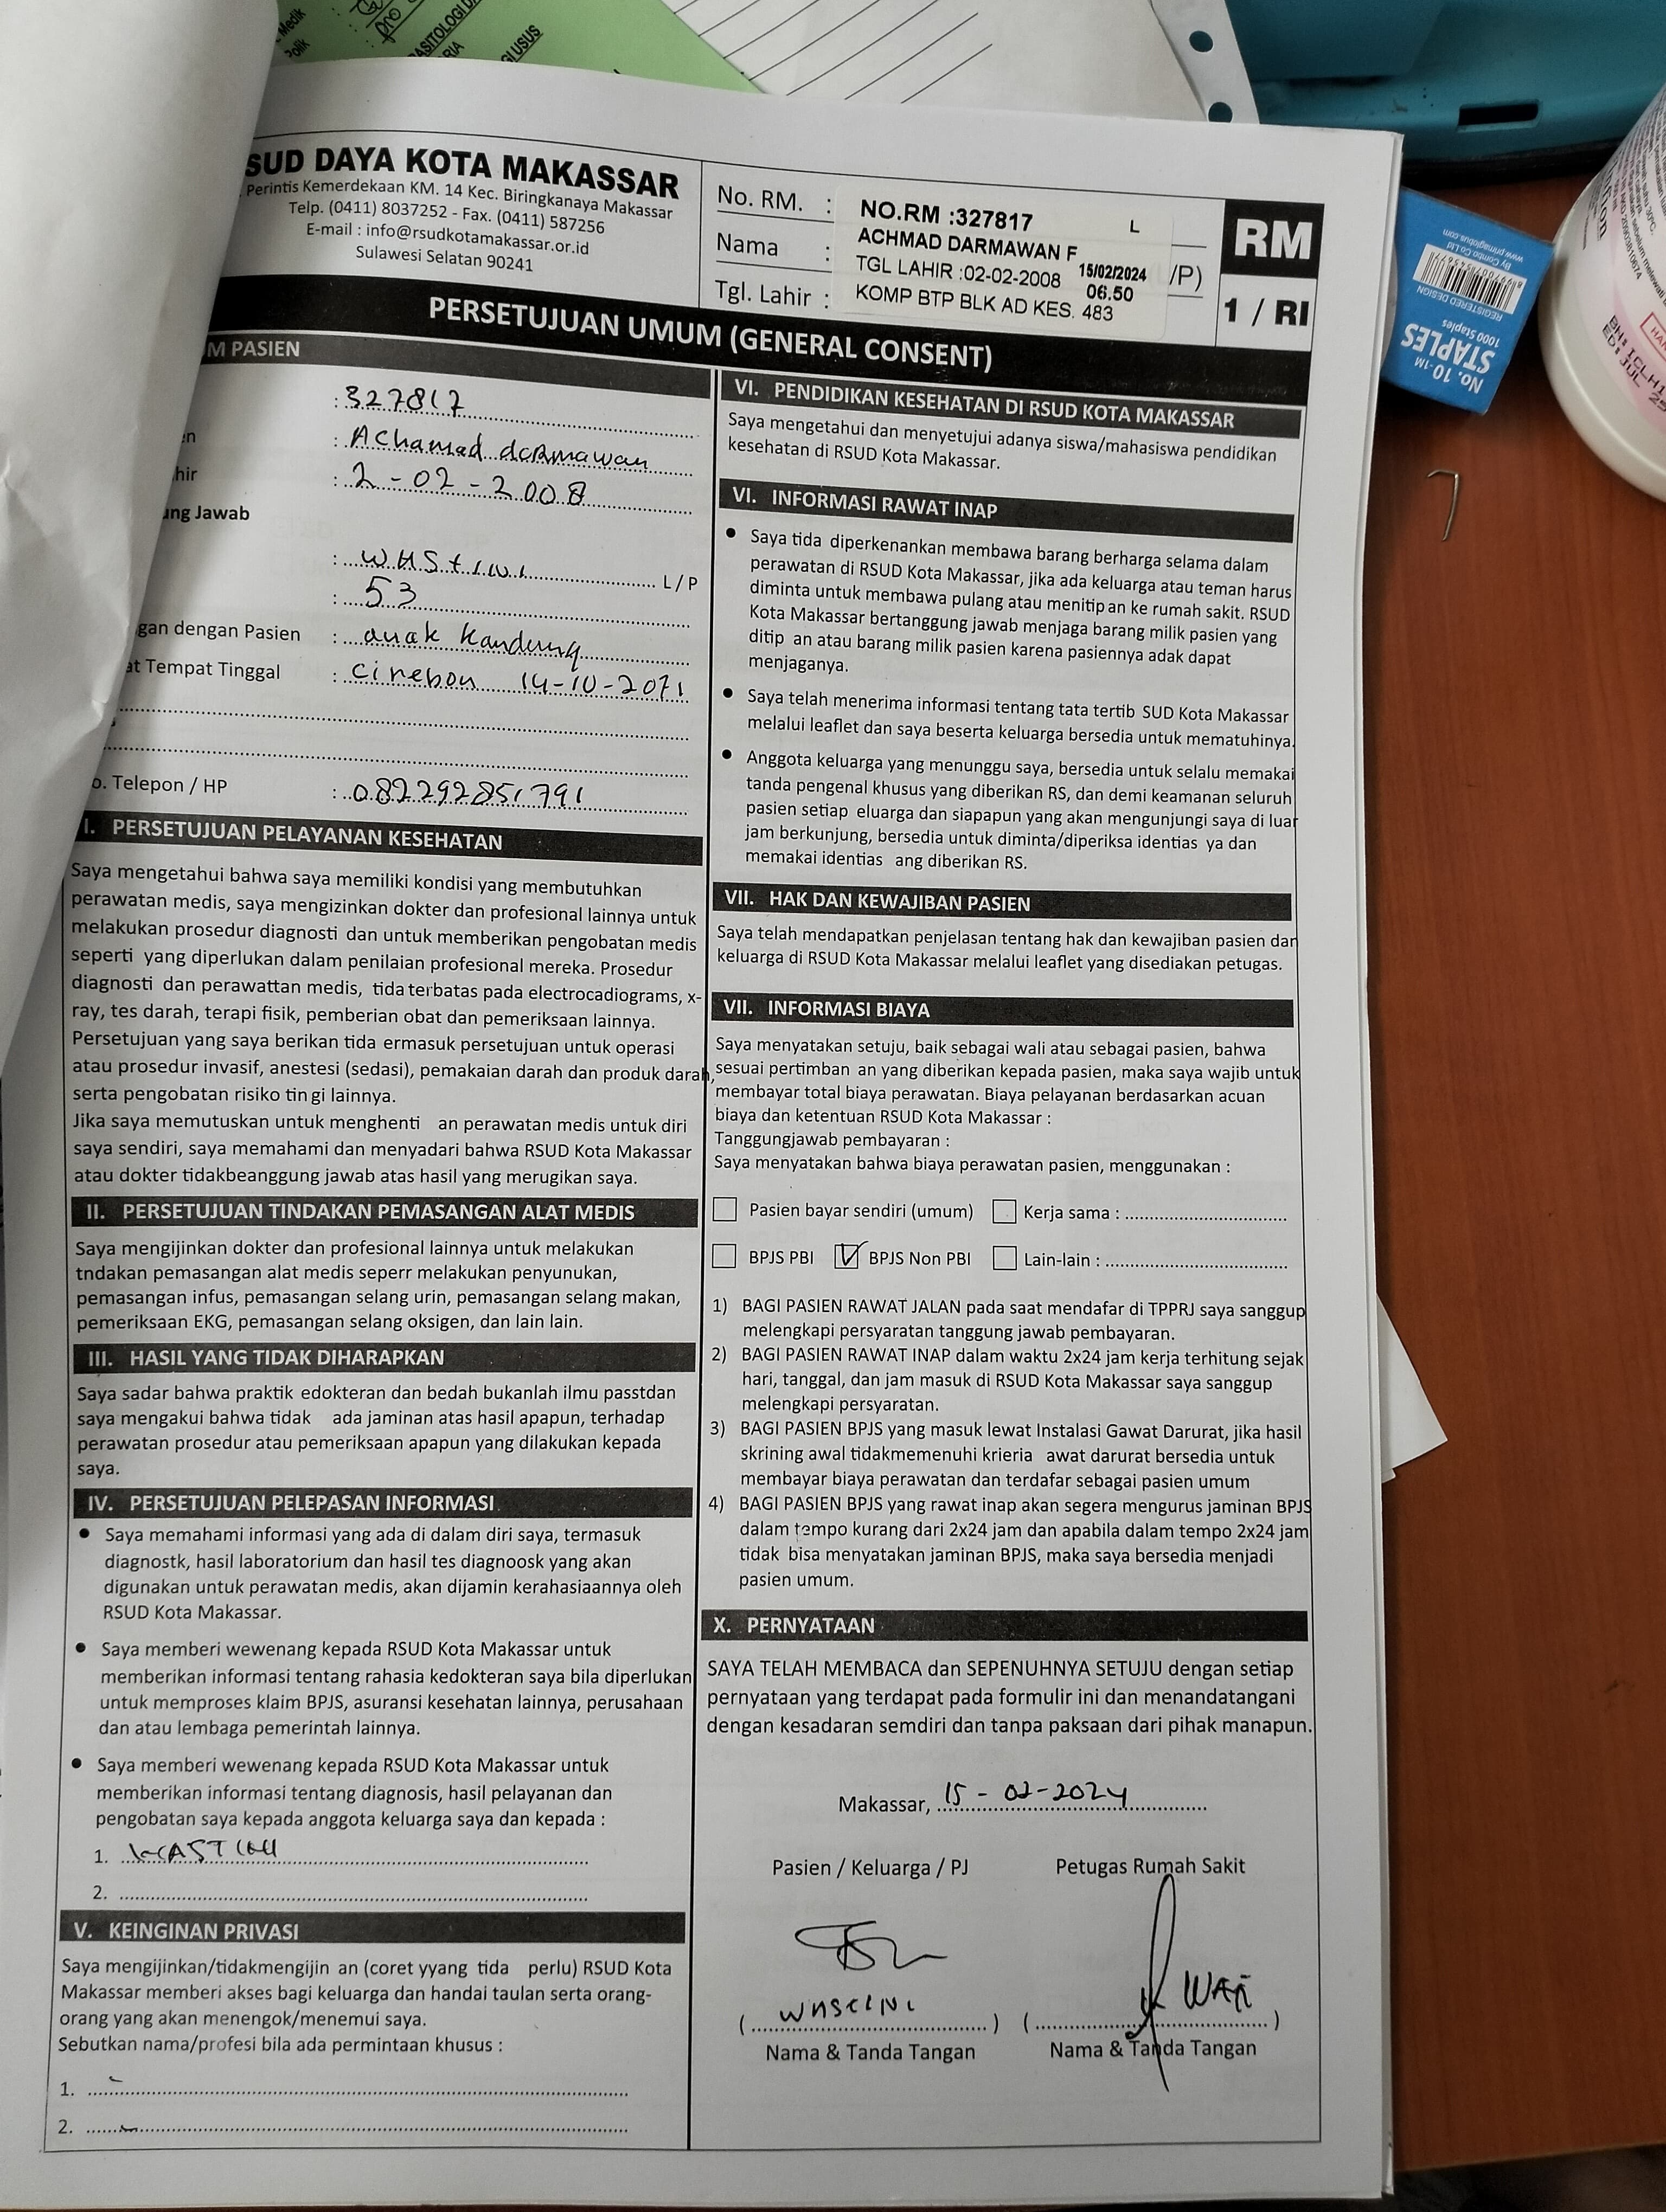 Medik
Polik
ASITOLOGI DA
RIA
GI USUS
SUD DAYA KOTA MAKASSAR
Perintis Kemerdekaan KM. 14 Kec. Biringkanaya Makassar
Telp. (0411) 8037252 - Fax. (0411) 587256
E-mail : info@rsudkotamakassar.or.id
Sulawesi Selatan 90241
No. RM. :
Nama :
Tgl. Lahir :
NO.RM :327817 L
ACHMAD DARMAWAN F
TGL LAHIR :02-02-2008 15/02/2024
06.50
KOMP BTP BLK AD KES. 483
/P)
RM
1 / RI
PERSETUJUAN UMUM (GENERAL CONSENT)
M PASIEN
: 327817
en : Achamad darmawan
hir : 2-02-2008
ung Jawab
: Wastini L / P
: 53
gan dengan Pasien : anak kandung
at Tempat Tinggal : cirebon 14-10-2071
o. Telepon / HP : 082292851791
I. PERSETUJUAN PELAYANAN KESEHATAN
Saya mengetahui bahwa saya memiliki kondisi yang membutuhkan
perawatan medis, saya mengizinkan dokter dan profesional lainnya untuk
melakukan prosedur diagnosti dan untuk memberikan pengobatan medis
seperti yang diperlukan dalam penilaian profesional mereka. Prosedur
diagnosti dan perawattan medis, tida terbatas pada electrocadiograms, x-
ray, tes darah, terapi fisik, pemberian obat dan pemeriksaan lainnya.
Persetujuan yang saya berikan tida ermasuk persetujuan untuk operasi
atau prosedur invasif, anestesi (sedasi), pemakaian darah dan produk darah,
serta pengobatan risiko tin gi lainnya.
Jika saya memutuskan untuk menghenti an perawatan medis untuk diri
saya sendiri, saya memahami dan menyadari bahwa RSUD Kota Makassar
atau dokter tidakbeanggung jawab atas hasil yang merugikan saya.
II. PERSETUJUAN TINDAKAN PEMASANGAN ALAT MEDIS
Saya mengijinkan dokter dan profesional lainnya untuk melakukan
tndakan pemasangan alat medis seperr melakukan penyunukan,
pemasangan infus, pemasangan selang urin, pemasangan selang makan,
pemeriksaan EKG, pemasangan selang oksigen, dan lain lain.
III. HASIL YANG TIDAK DIHARAPKAN
Saya sadar bahwa praktik edokteran dan bedah bukanlah ilmu passtdan
saya mengakui bahwa tidak ada jaminan atas hasil apapun, terhadap
perawatan prosedur atau pemeriksaan apapun yang dilakukan kepada
saya.
IV. PERSETUJUAN PELEPASAN INFORMASI
• Saya memahami informasi yang ada di dalam diri saya, termasuk
diagnostk, hasil laboratorium dan hasil tes diagnoosk yang akan
digunakan untuk perawatan medis, akan dijamin kerahasiaannya oleh
RSUD Kota Makassar.
• Saya memberi wewenang kepada RSUD Kota Makassar untuk
memberikan informasi tentang rahasia kedokteran saya bila diperlukan
untuk memproses klaim BPJS, asuransi kesehatan lainnya, perusahaan
dan atau lembaga pemerintah lainnya.
• Saya memberi wewenang kepada RSUD Kota Makassar untuk
memberikan informasi tentang diagnosis, hasil pelayanan dan
pengobatan saya kepada anggota keluarga saya dan kepada :
1. WASTINI
2.
V. KEINGINAN PRIVASI
Saya mengijinkan/tidakmengijin an (coret yyang tida perlu) RSUD Kota
Makassar memberi akses bagi keluarga dan handai taulan serta orang-
orang yang akan menengok/menemui saya.
Sebutkan nama/profesi bila ada permintaan khusus :
1. -
2. -
VI. PENDIDIKAN KESEHATAN DI RSUD KOTA MAKASSAR
Saya mengetahui dan menyetujui adanya siswa/mahasiswa pendidikan
kesehatan di RSUD Kota Makassar.
VI. INFORMASI RAWAT INAP
• Saya tida diperkenankan membawa barang berharga selama dalam
perawatan di RSUD Kota Makassar, jika ada keluarga atau teman harus
diminta untuk membawa pulang atau menitip an ke rumah sakit. RSUD
Kota Makassar bertanggung jawab menjaga barang milik pasien yang
ditip an atau barang milik pasien karena pasiennya adak dapat
menjaganya.
• Saya telah menerima informasi tentang tata tertib SUD Kota Makassar
melalui leaflet dan saya beserta keluarga bersedia untuk mematuhinya.
• Anggota keluarga yang menunggu saya, bersedia untuk selalu memakai
tanda pengenal khusus yang diberikan RS, dan demi keamanan seluruh
pasien setiap eluarga dan siapapun yang akan mengunjungi saya di luar
jam berkunjung, bersedia untuk diminta/diperiksa identias ya dan
memakai identias ang diberikan RS.
VII. HAK DAN KEWAJIBAN PASIEN
Saya telah mendapatkan penjelasan tentang hak dan kewajiban pasien dan
keluarga di RSUD Kota Makassar melalui leaflet yang disediakan petugas.
VII. INFORMASI BIAYA
Saya menyatakan setuju, baik sebagai wali atau sebagai pasien, bahwa
sesuai pertimban an yang diberikan kepada pasien, maka saya wajib untuk
membayar total biaya perawatan. Biaya pelayanan berdasarkan acuan
biaya dan ketentuan RSUD Kota Makassar :
Tanggungjawab pembayaran :
Saya menyatakan bahwa biaya perawatan pasien, menggunakan :
Pasien bayar sendiri (umum) Kerja sama :
BPJS PBI V BPJS Non PBI Lain-lain :
1) BAGI PASIEN RAWAT JALAN pada saat mendafar di TPPRJ saya sanggup
melengkapi persyaratan tanggung jawab pembayaran.
2) BAGI PASIEN RAWAT INAP dalam waktu 2x24 jam kerja terhitung sejak
hari, tanggal, dan jam masuk di RSUD Kota Makassar saya sanggup
melengkapi persyaratan.
3) BAGI PASIEN BPJS yang masuk lewat Instalasi Gawat Darurat, jika hasil
skrining awal tidakmemenuhi krieria awat darurat bersedia untuk
membayar biaya perawatan dan terdafar sebagai pasien umum
4) BAGI PASIEN BPJS yang rawat inap akan segera mengurus jaminan BPJS
dalam tempo kurang dari 2x24 jam dan apabila dalam tempo 2x24 jam
tidak bisa menyatakan jaminan BPJS, maka saya bersedia menjadi
pasien umum.
X. PERNYATAAN
SAYA TELAH MEMBACA dan SEPENUHNYA SETUJU dengan setiap
pernyataan yang terdapat pada formulir ini dan menandatangani
dengan kesadaran semdiri dan tanpa paksaan dari pihak manapun.
Makassar, 15 - 02-2024
Pasien / Keluarga / PJ Petugas Rumah Sakit
( WASTINI ) ( )
Nama & Tanda Tangan Nama & Tanda Tangan
No. 10-1M
STAPLES
1000 Staples
REGISTERED DESIGN
By Combo Co Ltd